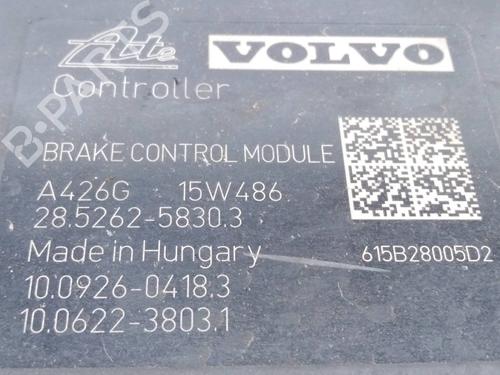 Ate VOLVO
Controller
BRAKE CONTROL MODULE
A426G 15W486
28.5262-5830.3
Made in Hungary 615B28005D2
10.0926-0418.3
10.0622-3803.1
B-PARTS